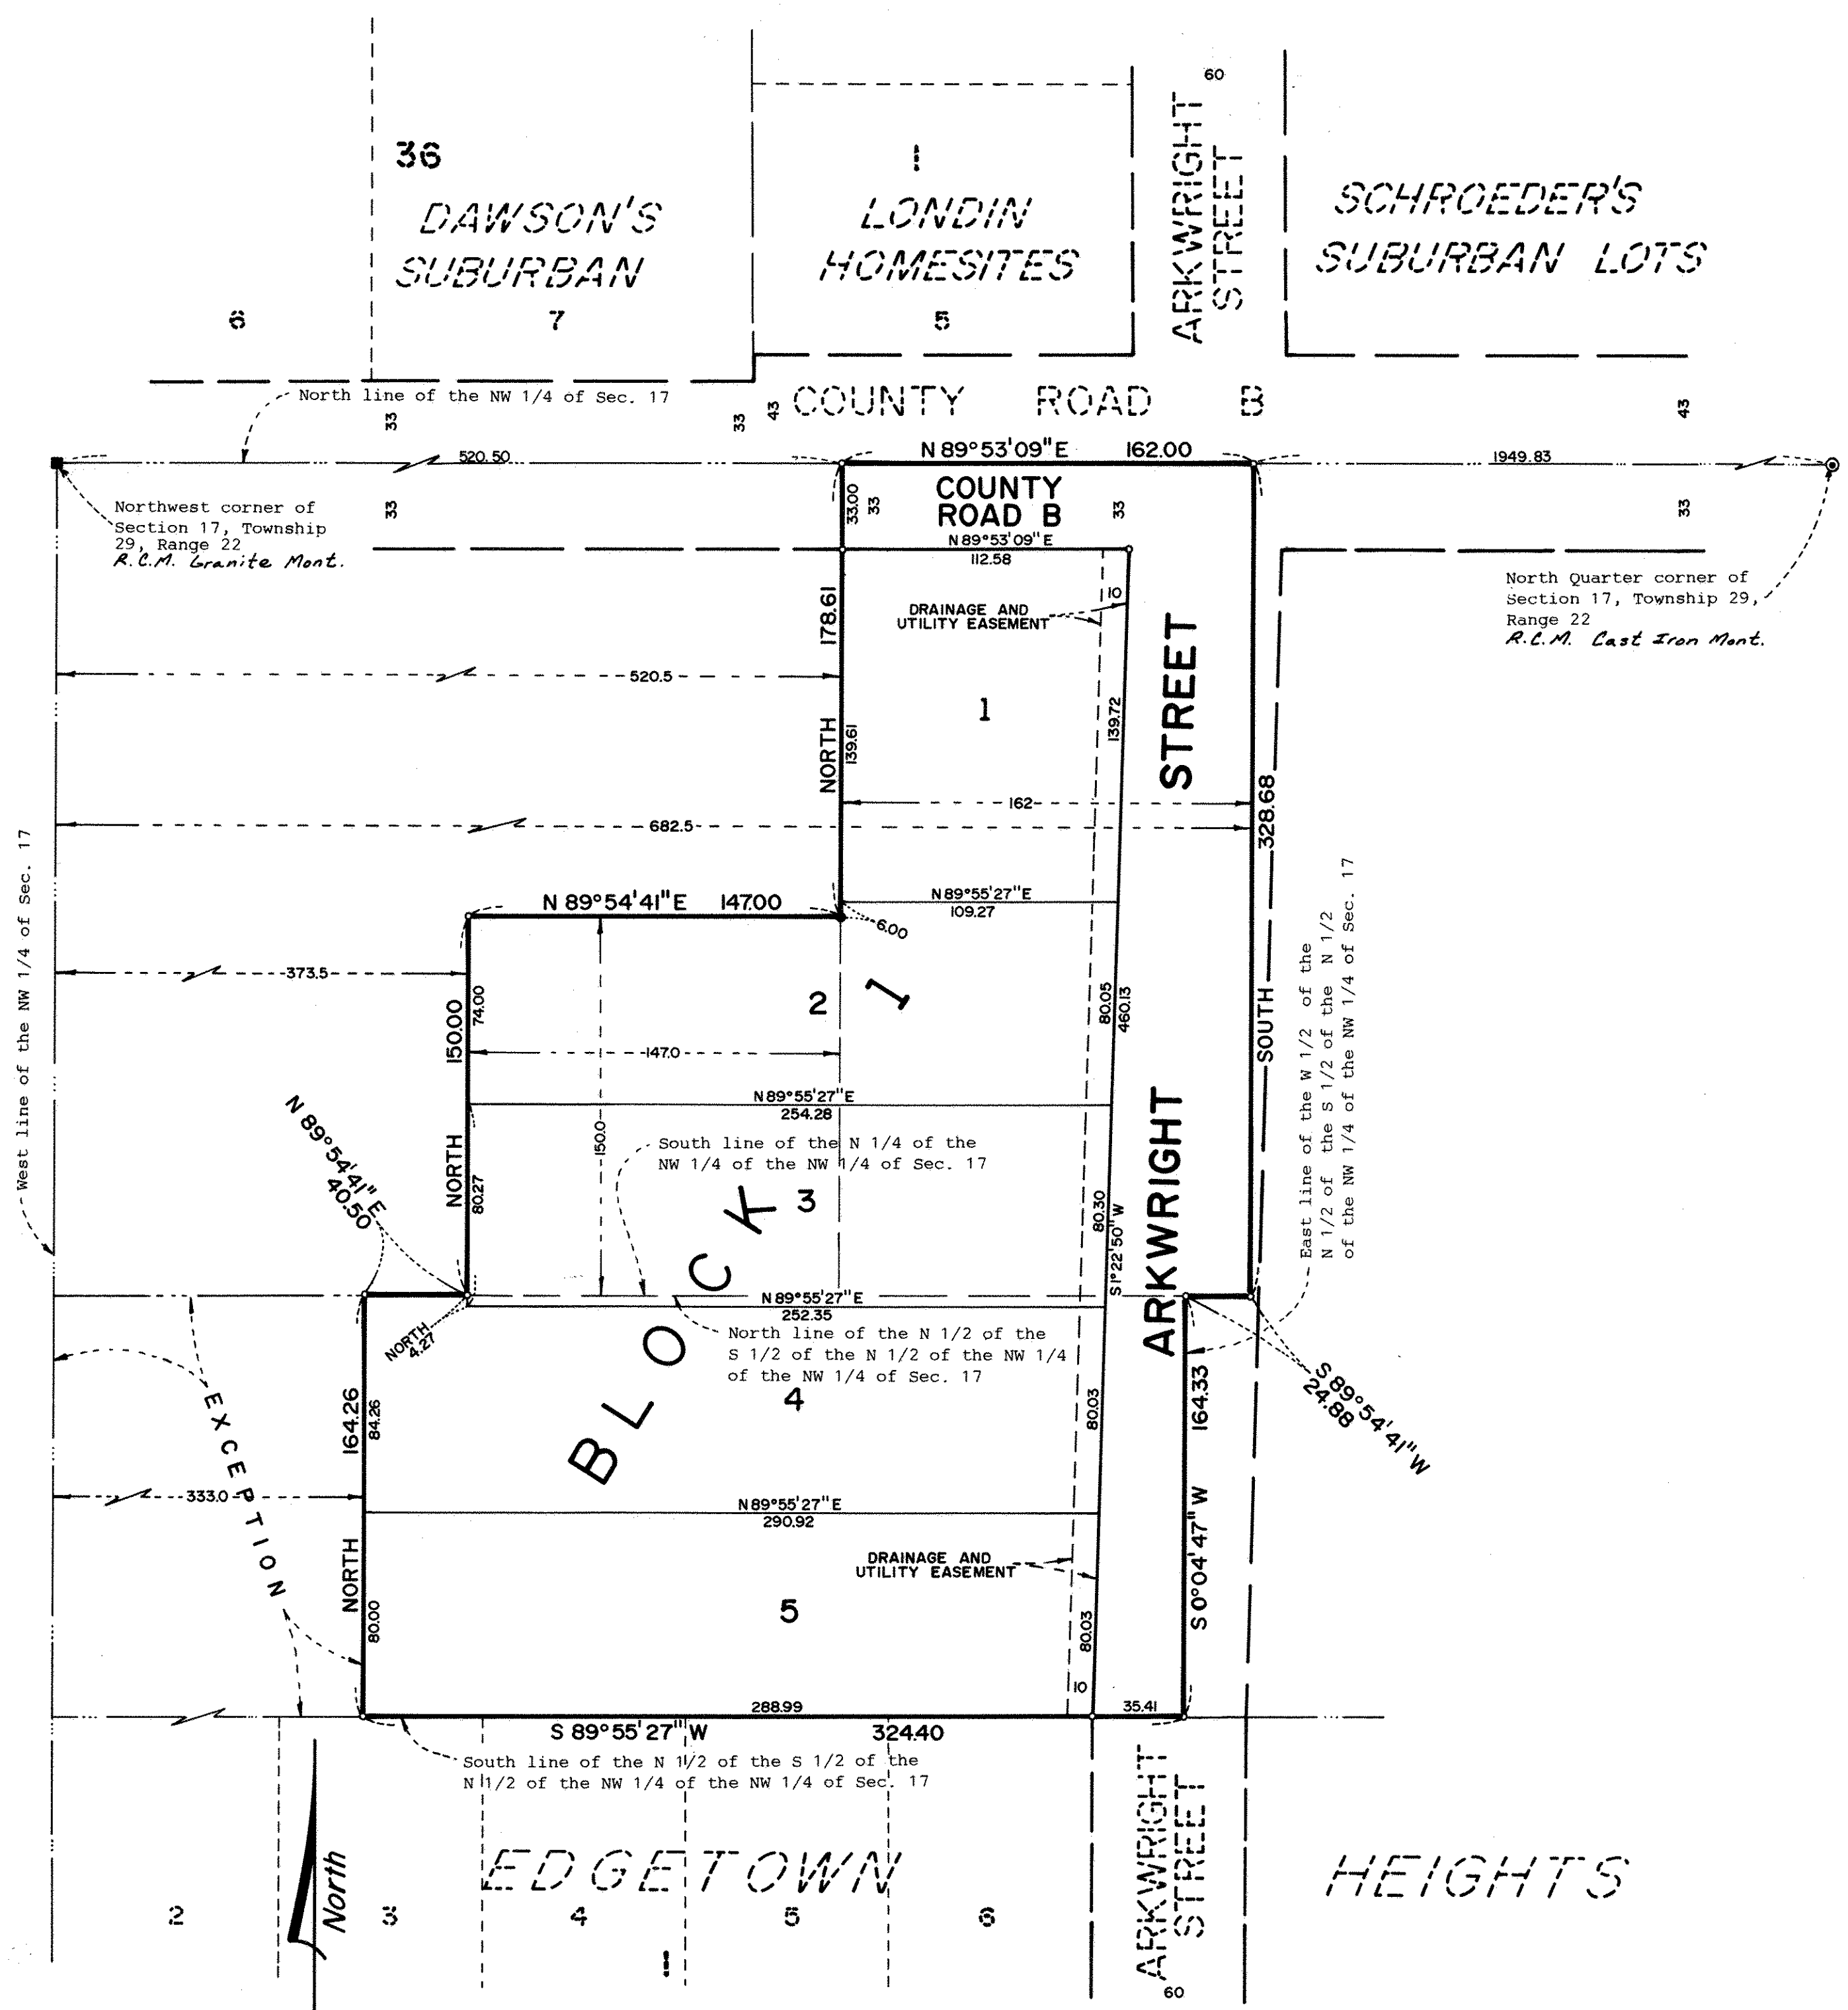 60
ARKWRIGHT
STREET
36
DAWSON'S
SUBURBAN
1
LONDIN
HOMESITES
SCHROEDER'S
SUBURBAN LOTS
6
7
5
COUNTY ROAD B
North line of the NW 1/4 of Sec. 17
33
33
43
43
520.50
N 89°53'09" E 162.00
1949.83
Northwest corner of
Section 17, Township
29, Range 22
R.C.M. Granite Mont.
33
33.00
33
COUNTY
ROAD B
33
33
N 89°53'09" E
112.58
North Quarter corner of
Section 17, Township 29,
Range 22
R.C.M. Cast Iron Mont.
10
DRAINAGE AND
UTILITY EASEMENT
178.61
NORTH
139.61
520.5
1
139.72
ARKWRIGHT STREET
162
682.5
328.68
SOUTH
West line of the NW 1/4 of Sec. 17
East line of the W 1/2 of the
N 1/2 of the S 1/2 of the N 1/2
of the NW 1/4 of the NW 1/4 of Sec. 17
N 89°54'41" E 147.00
N 89°55'27" E
109.27
6.00
373.5
150.00
NORTH
74.00
2
1
80.05
460.13
147.0
N 89°55'27" E
254.28
N 89°54'41" E
40.50
150.0
South line of the N 1/4 of the
NW 1/4 of the NW 1/4 of Sec. 17
80.27
3
80.30
S 1°22'50" W
BLOCK
N 89°55'27" E
252.35
NORTH
4.27
North line of the N 1/2 of the
S 1/2 of the N 1/2 of the NW 1/4
of the NW 1/4 of Sec. 17
4
S 89°54'41" W
24.88
164.26
NORTH
84.26
80.03
164.33
S 0°04'47" W
EXCEPTION
333.0
N 89°55'27" E
290.92
DRAINAGE AND
UTILITY EASEMENT
5
80.00
80.03
10
288.99
35.41
S 89°55'27" W 324.40
South line of the N 1/2 of the S 1/2 of the
N 1/2 of the NW 1/4 of the NW 1/4 of Sec. 17
North
EDGETOWN HEIGHTS
2
3
4
5
6
1
ARKWRIGHT
STREET
60